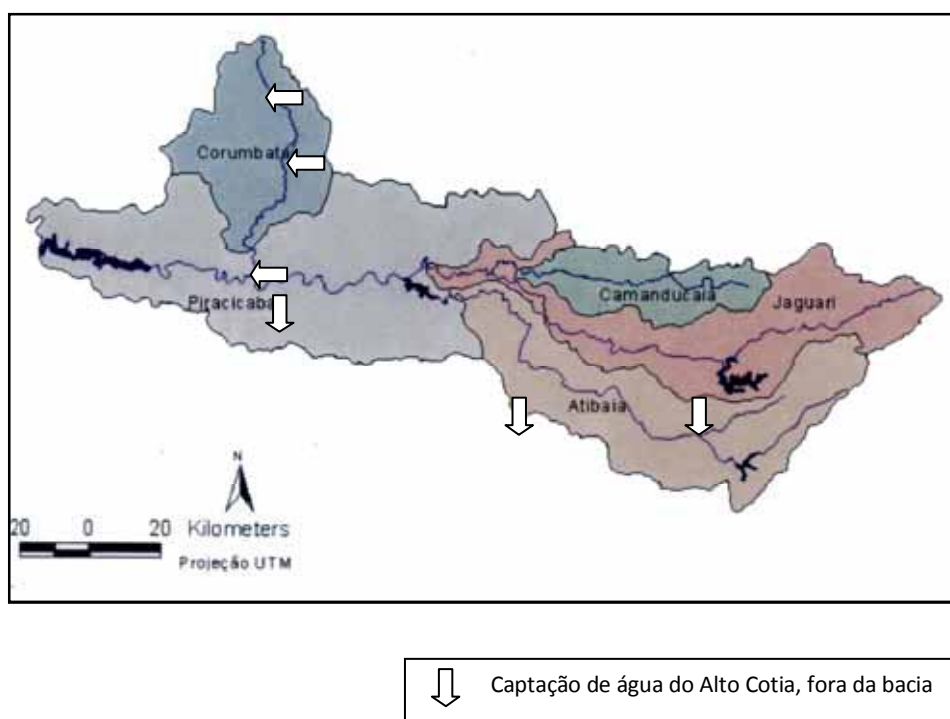 Corumbata
Camanducaia
Jaguari
Piracicaba
Atibaia
N
20 0 20 Kilometers
Projeção UTM
Captação de água do Alto Cotia, fora da bacia